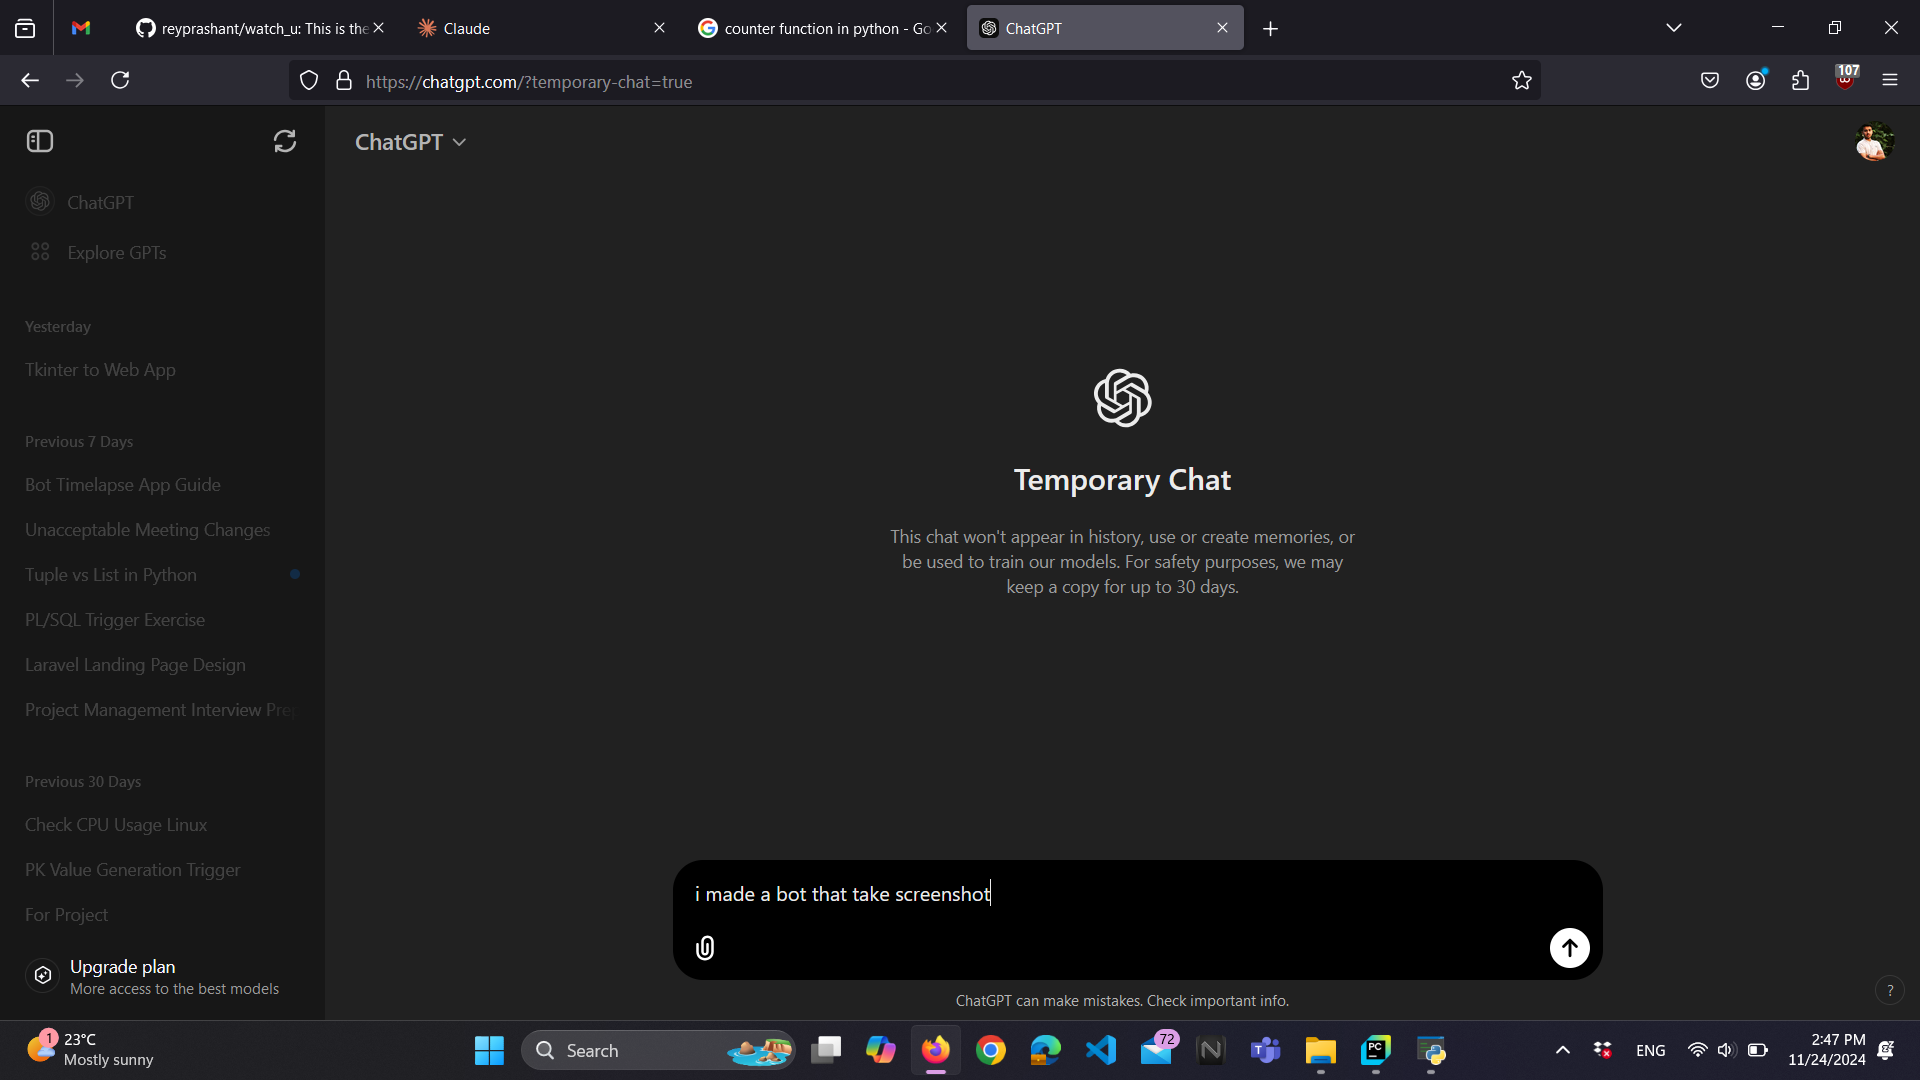 reyprashant/watch_u: This is the
Claude
counter function in python - Go
ChatGPT
https://chatgpt.com/?temporary-chat=true
107
ChatGPT
ChatGPT
Explore GPTs
Yesterday
Tkinter to Web App
Previous 7 Days
Bot Timelapse App Guide
Unacceptable Meeting Changes
Tuple vs List in Python
PL/SQL Trigger Exercise
Laravel Landing Page Design
Project Management Interview Prep
Previous 30 Days
Check CPU Usage Linux
PK Value Generation Trigger
For Project
Upgrade plan
More access to the best models
Temporary Chat
This chat won't appear in history, use or create memories, or
be used to train our models. For safety purposes, we may
keep a copy for up to 30 days.
i made a bot that take screenshot
ChatGPT can make mistakes. Check important info.
?
1
23°C
Mostly sunny
Search
72
PC
ENG
2:47 PM
11/24/2024